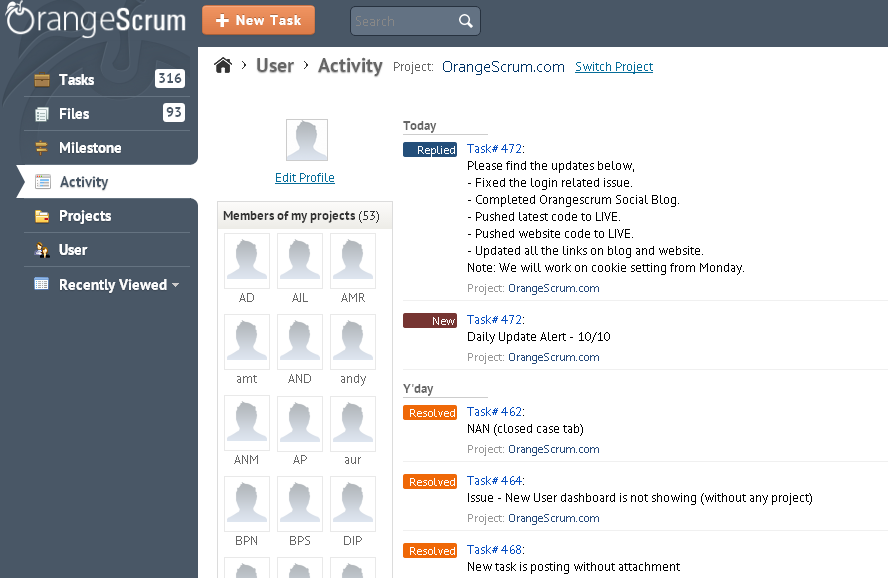 OrangeScrum
+ New Task
Search
Tasks 316
Files 93
Milestone
Activity
Projects
User
Recently Viewed
› User › Activity Project: OrangeScrum.com Switch Project
Edit Profile
Members of my projects (53)
AD AJL AMR
amt AND andy
ANM AP aur
BPN BPS DIP
Today
Replied Task# 472:
Please find the updates below,
- Fixed the login related issue.
- Completed Orangescrum Social Blog.
- Pushed latest code to LIVE.
- Pushed website code to LIVE.
- Updated all the links on blog and website.
Note: We will work on cookie setting from Monday.
Project: OrangeScrum.com
New Task# 472:
Daily Update Alert - 10/10
Project: OrangeScrum.com
Y'day
Resolved Task# 462:
NAN (closed case tab)
Project: OrangeScrum.com
Resolved Task# 464:
Issue - New User dashboard is not showing (without any project)
Project: OrangeScrum.com
Resolved Task# 468:
New task is posting without attachment